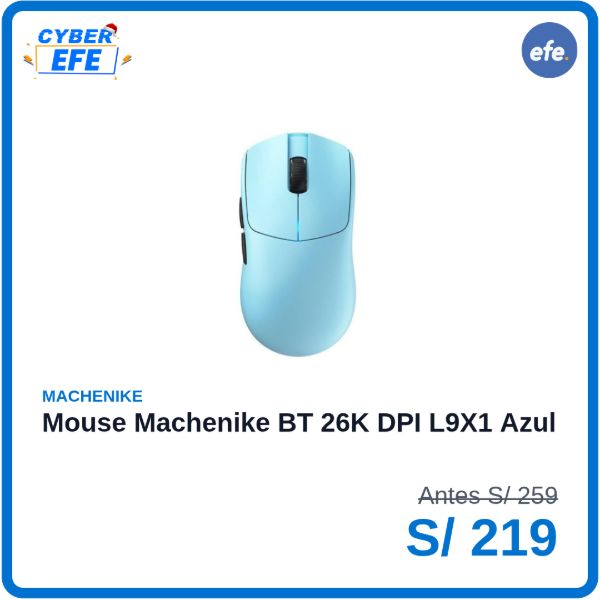 CYBER
EFE
efe.
MACHENIKE
Mouse Machenike BT 26K DPI L9X1 Azul
Antes S/ 259
S/ 219